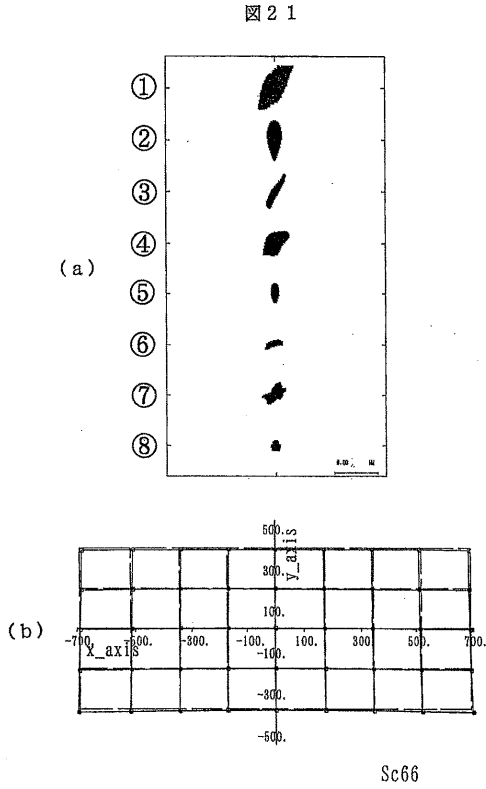 図21
①
②
③
④
(a)
⑤
⑥
⑦
⑧
500.
y_axis
300.
100.
(b)
-700. -500. -300. -100. 100. 300. 500. 700.
x_axis
-100.
-300.
-500.
Sc66